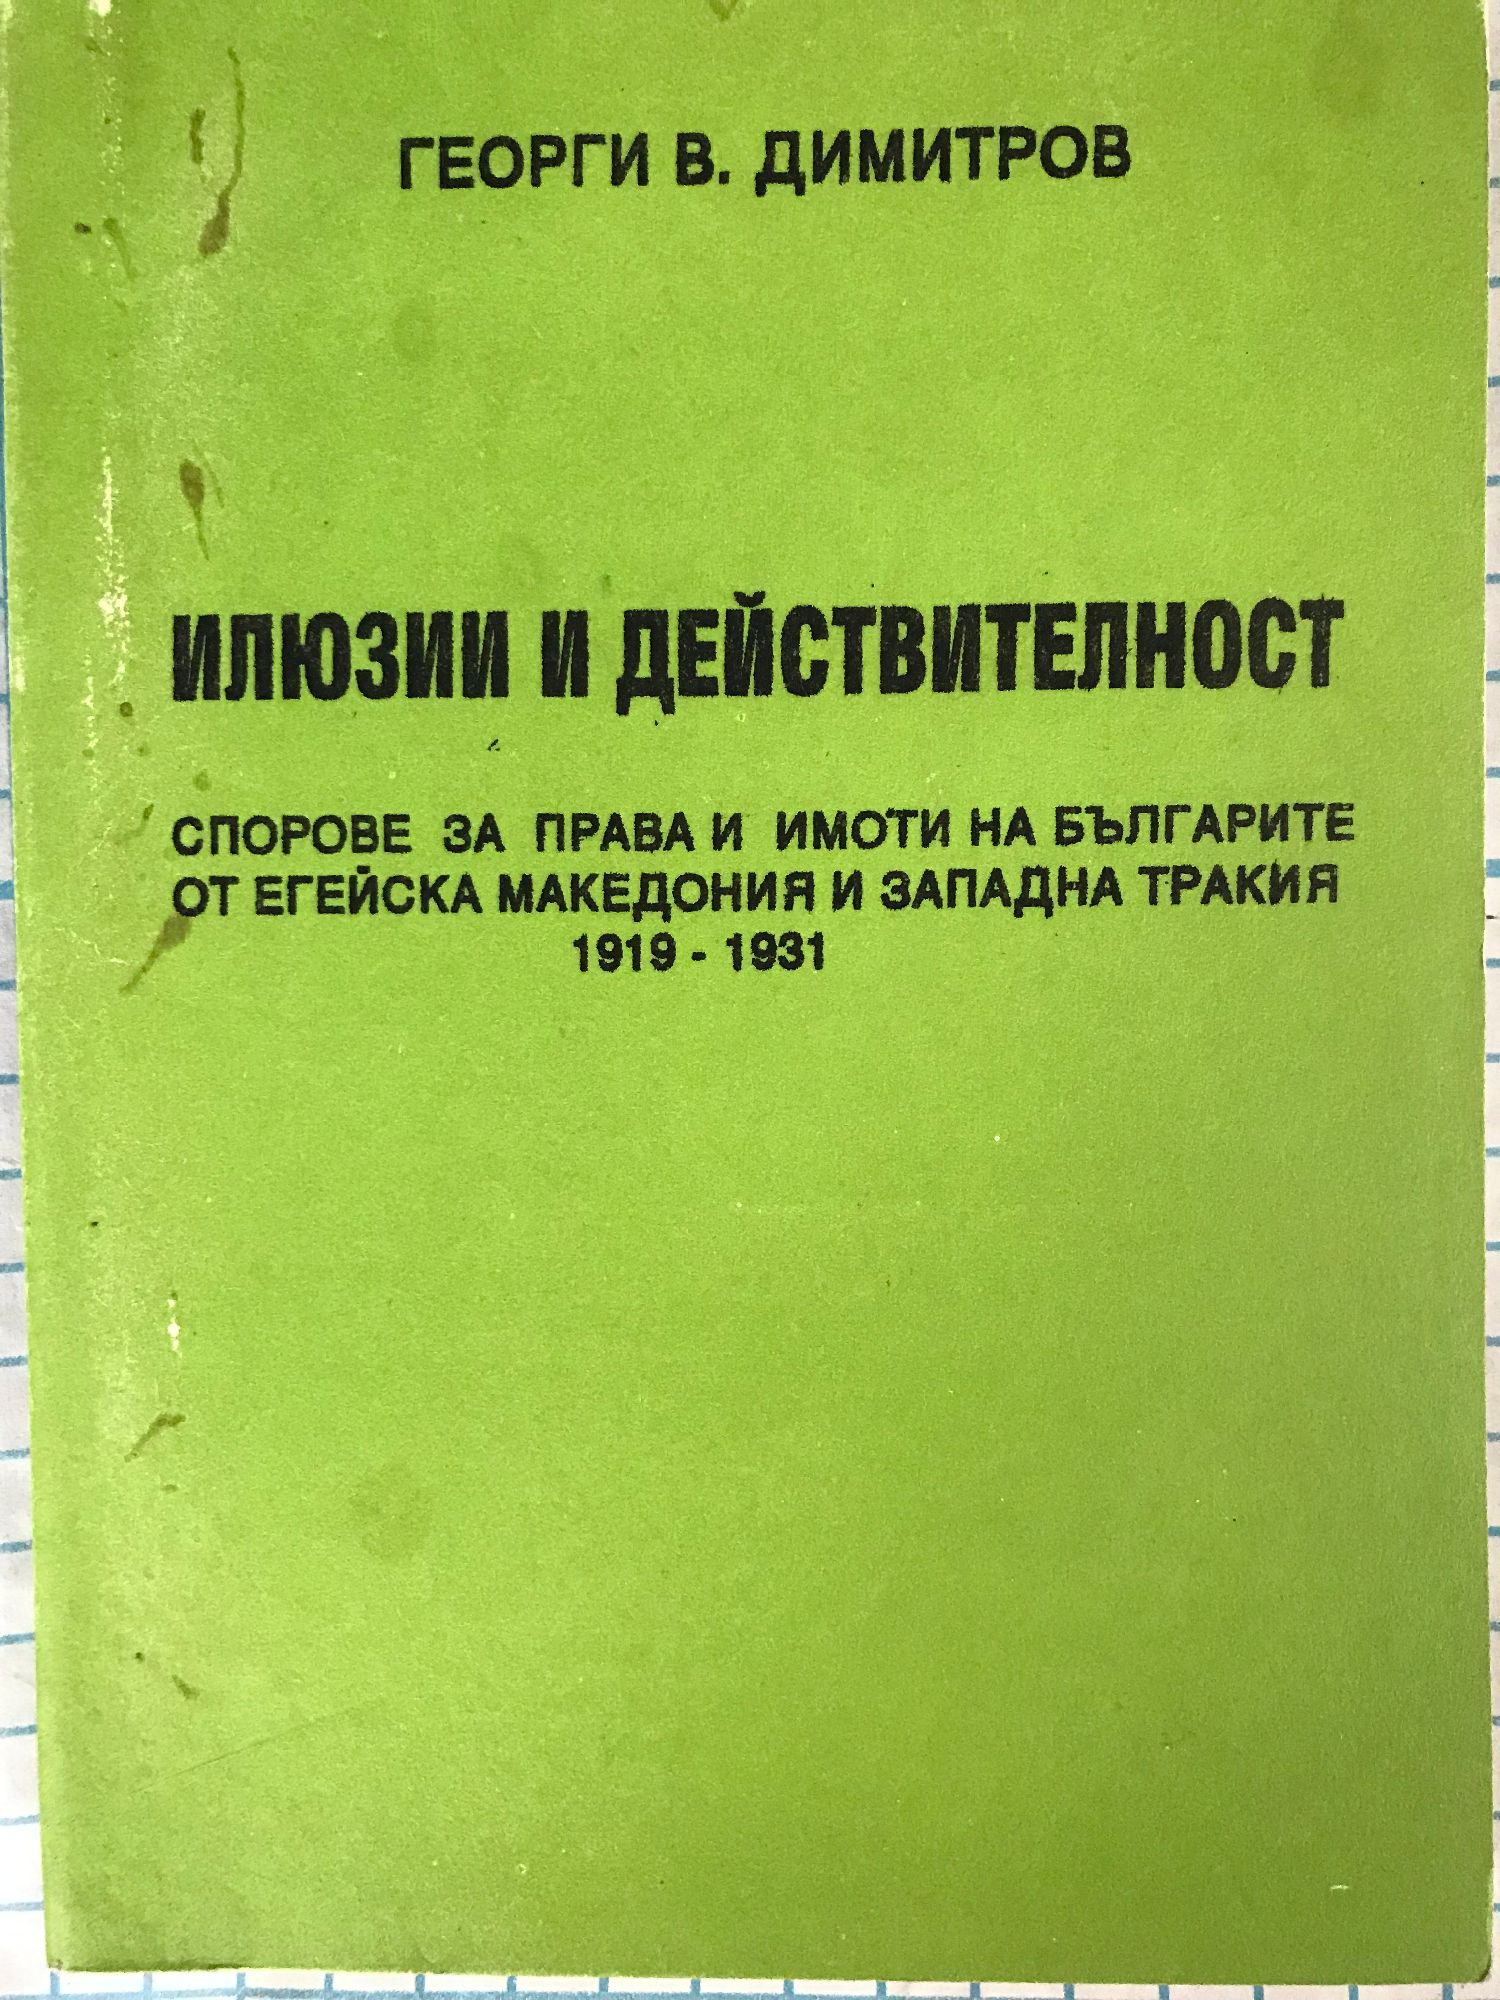 ГЕОРГИ В. ДИМИТРОВ
ИЛЮЗИИ И ДЕЙСТВИТЕЛНОСТ
СПОРОВЕ ЗА ПРАВА И ИМОТИ НА БЪЛГАРИТЕ
ОТ ЕГЕЙСКА МАКЕДОНИЯ И ЗАПАДНА ТРАКИЯ
1919 - 1931